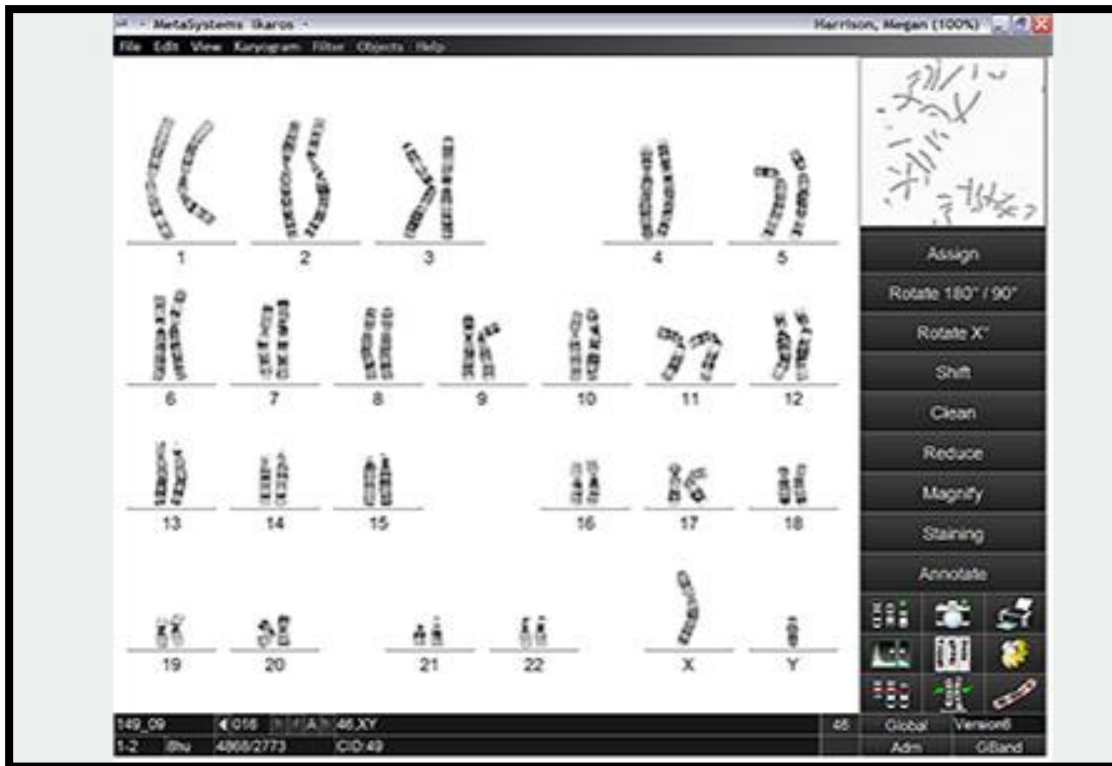 MetaSystems Ikaros - Harrison, Megan (100%)
File Edit View Karyogram Filter Objects Help
1 2 3 4 5
Assign
Rotate 180° / 90°
Rotate X°
6 7 8 9 10 11 12
Shift
Clean
Reduce
13 14 15 16 17 18
Magnify
Staining
Annotate
19 20 21 22 X Y
149_09 016 A 46,XY 46 Global Version6
1-2 4868/2773 CID:49 Adm GBand